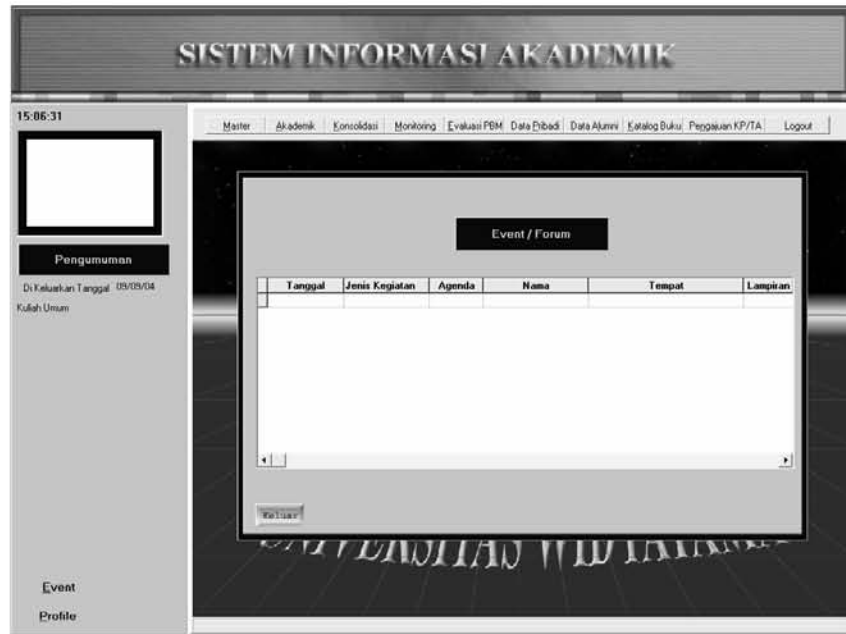 SISTEM INFORMASI AKADEMIK
15:06:31
Master Akademik Konsolidasi Monitoring Evaluasi PBM Data Pribadi Data Alumni Katalog Buku Pengajuan KP/TA Logout
Pengumuman
Di Keluarkan Tanggal 09/09/04
Kuliah Umum
Event / Forum
Tanggal Jenis Kegiatan Agenda Nama Tempat Lampiran
Keluar
UNIVERSITAS WIDYATAMA
Event
Profile